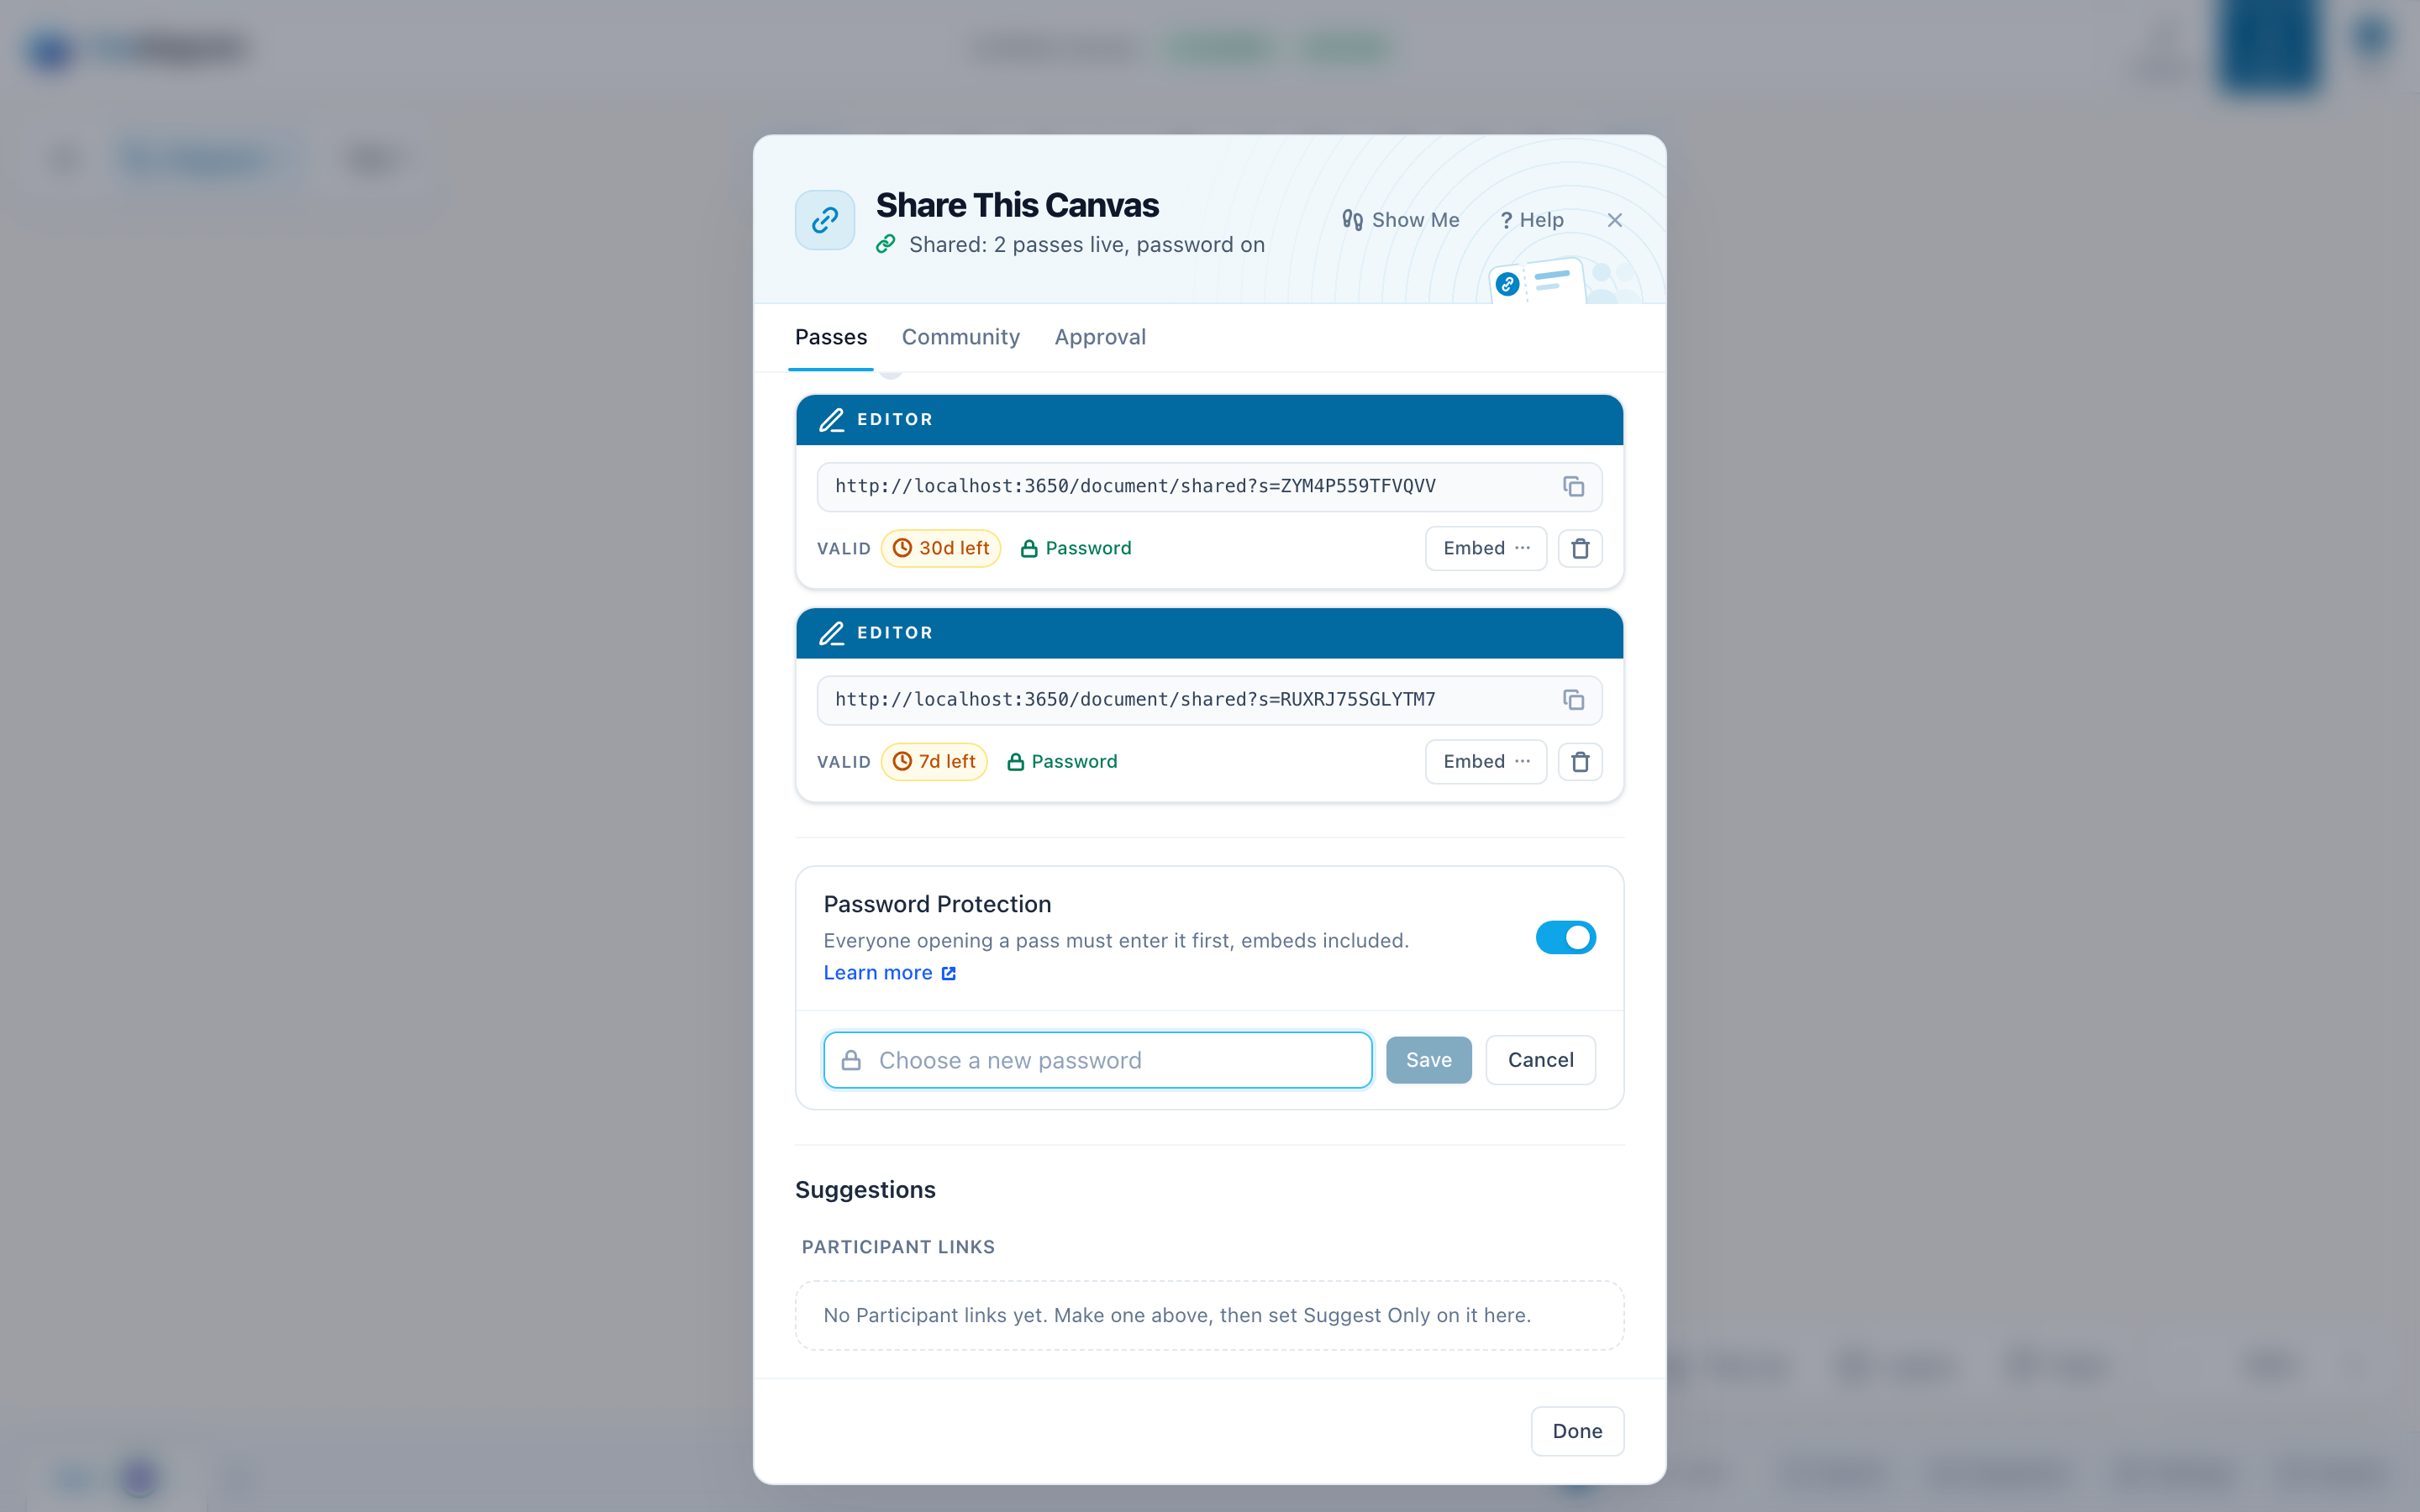 Share This Canvas
Shared: 2 passes live, password on
Show Me
? Help
Passes
Community
Approval
EDITOR
http://localhost:3650/document/shared?s=ZYM4P559TFVQVV
VALID
30d left
Password
Embed ···
EDITOR
http://localhost:3650/document/shared?s=RUXRJ75SGLYTM7
VALID
7d left
Password
Embed ···
Password Protection
Everyone opening a pass must enter it first, embeds included.
Learn more
Choose a new password
Save
Cancel
Suggestions
PARTICIPANT LINKS
No Participant links yet. Make one above, then set Suggest Only on it here.
Done